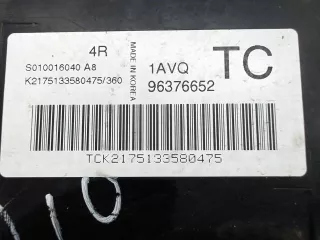 4R
TC
S010016040 A8
K2175133580475/360
MADE IN KOREA
1AVQ
96376652
TCK2175133580475